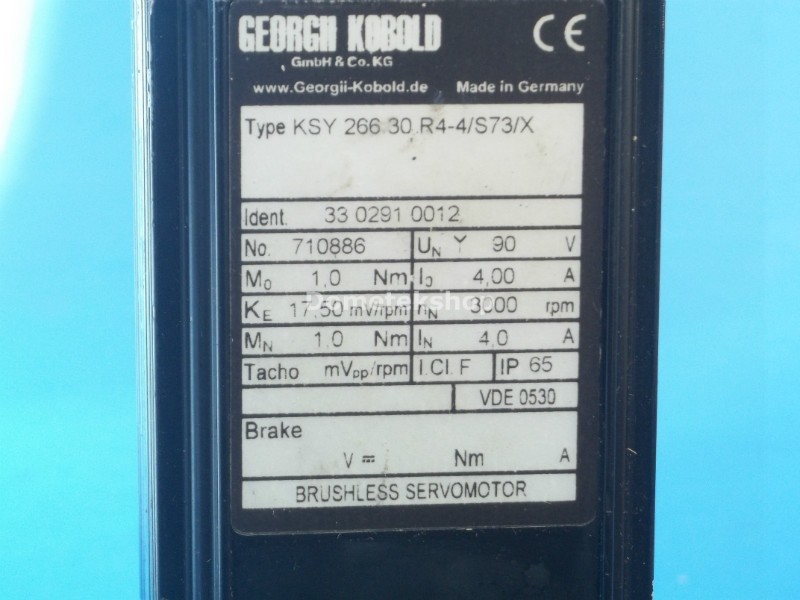 GEORGII KOBOLD
GmbH & Co. KG
CE
www.Georgii-Kobold.de Made in Germany
Type KSY 266 30 R4-4/S73/X
Ident. 33 0291 0012
No. 710886 UN Y 90 V
M0 1,0 Nm I0 4,00 A
KE 17,50 mV/rpm nN 3000 rpm
Domotekshop
MN 1.0 Nm IN 4,0 A
Tacho mVpp/rpm I.Cl. F IP 65
VDE 0530
Brake
V Nm A
BRUSHLESS SERVOMOTOR